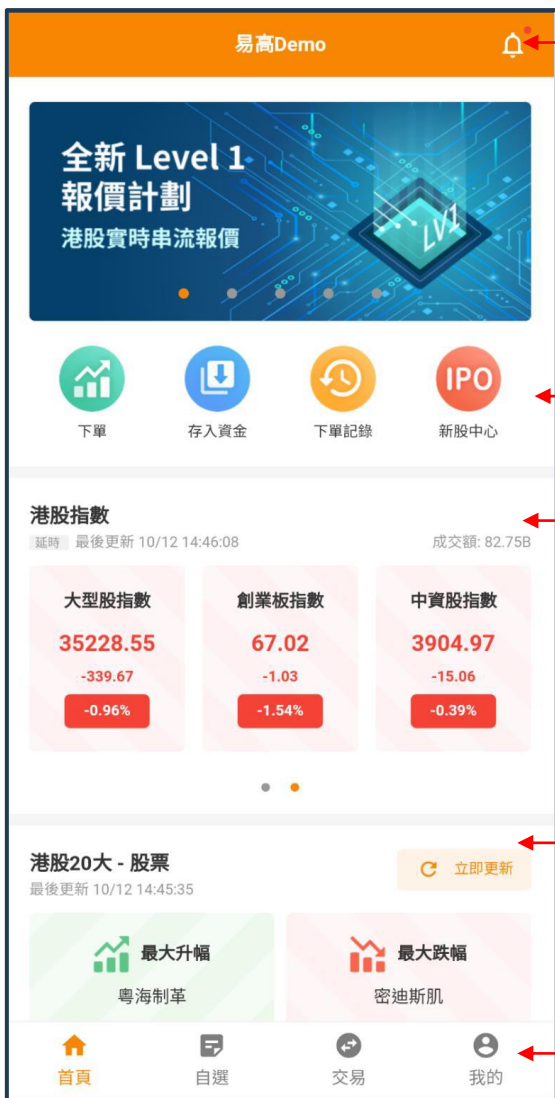 易高Demo
全新 Level 1
報價計劃
港股實時串流報價
LV1
IPO
下單 存入資金 下單記錄 新股中心
港股指數
延時 最後更新 10/12 14:46:08 成交額: 82.75B
大型股指數 創業板指數 中資股指數
35228.55 67.02 3904.97
-339.67 -1.03 -15.06
-0.96% -1.54% -0.39%
港股20大 - 股票
立即更新
最後更新 10/12 14:45:35
最大升幅 最大跌幅
粵海制革 密迪斯肌
首頁 自選 交易 我的